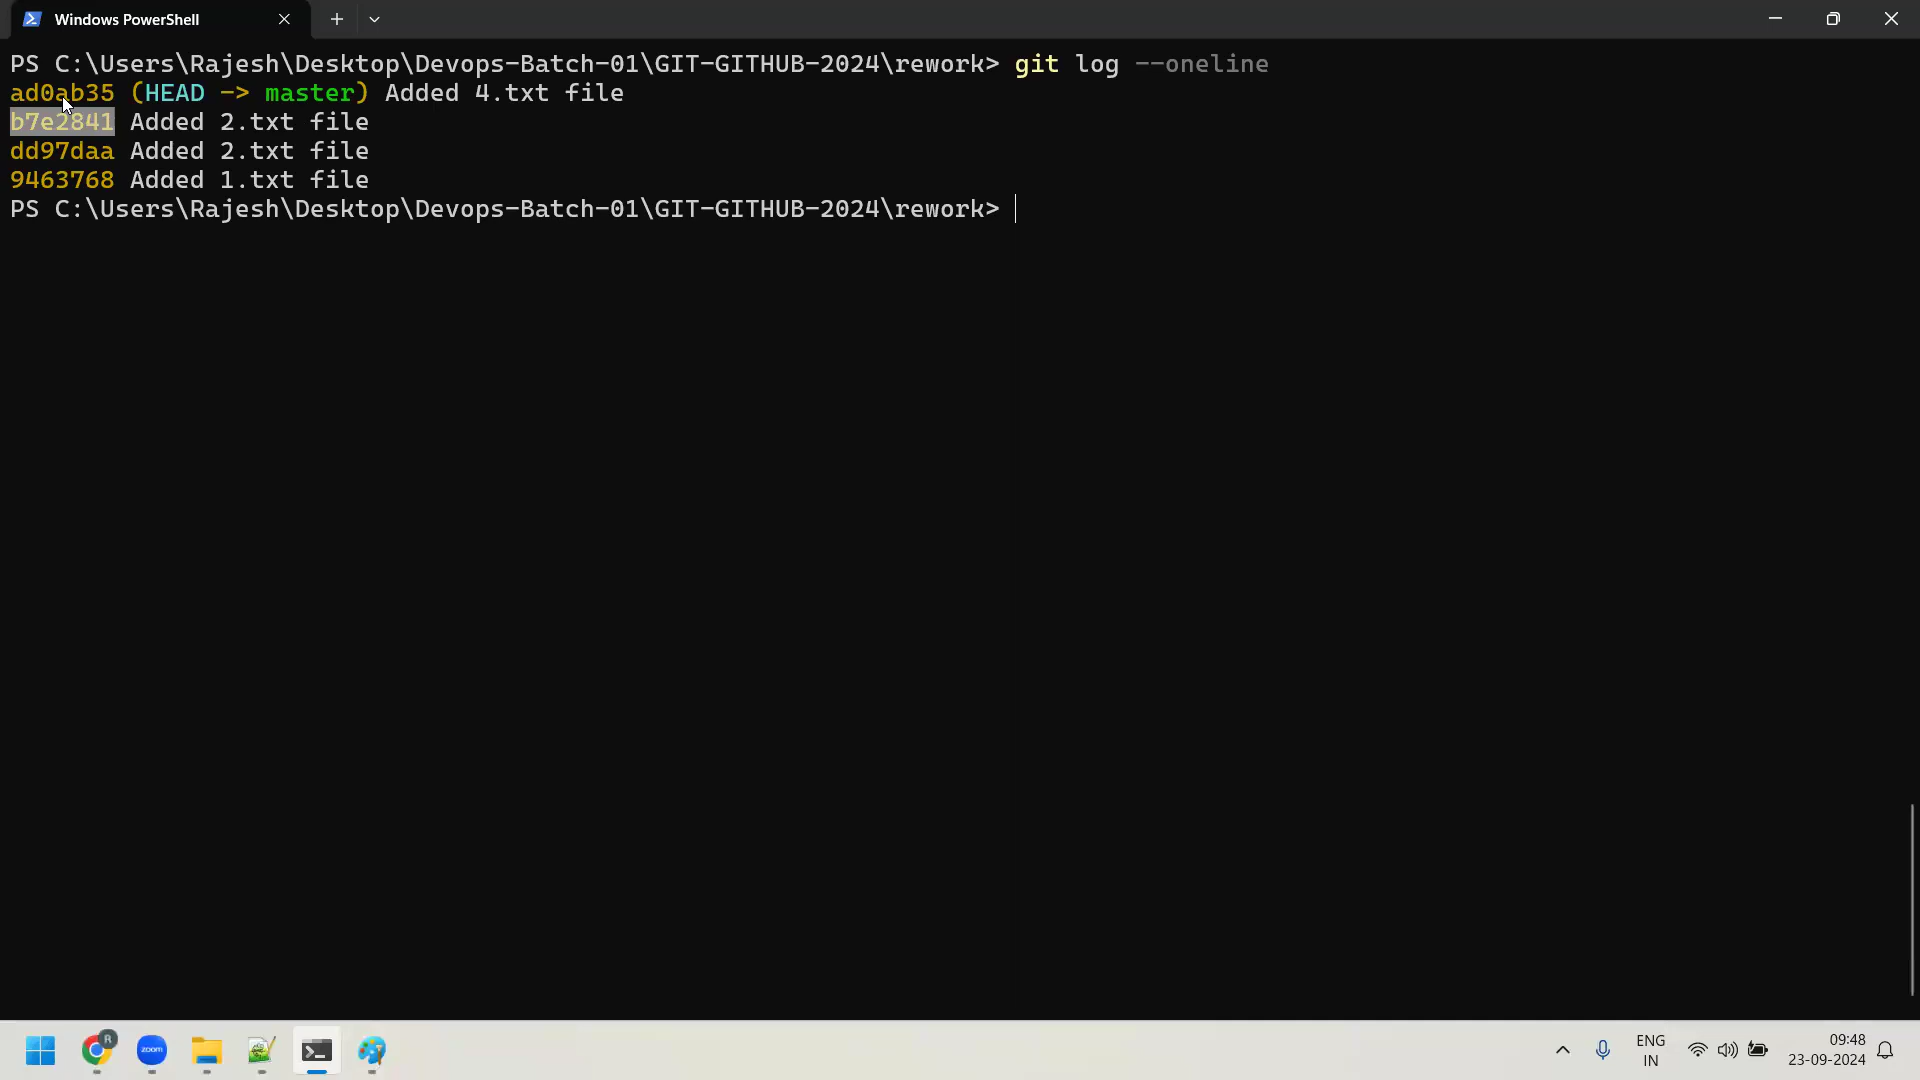 Windows PowerShell
PS C:\Users\Rajesh\Desktop\Devops-Batch-01\GIT-GITHUB-2024\rework> git log --oneline
ad0ab35 (HEAD -> master) Added 4.txt file
b7e2841 Added 2.txt file
dd97daa Added 2.txt file
9463768 Added 1.txt file
PS C:\Users\Rajesh\Desktop\Devops-Batch-01\GIT-GITHUB-2024\rework>
R
zoom
ENG
IN
09:48
23-09-2024